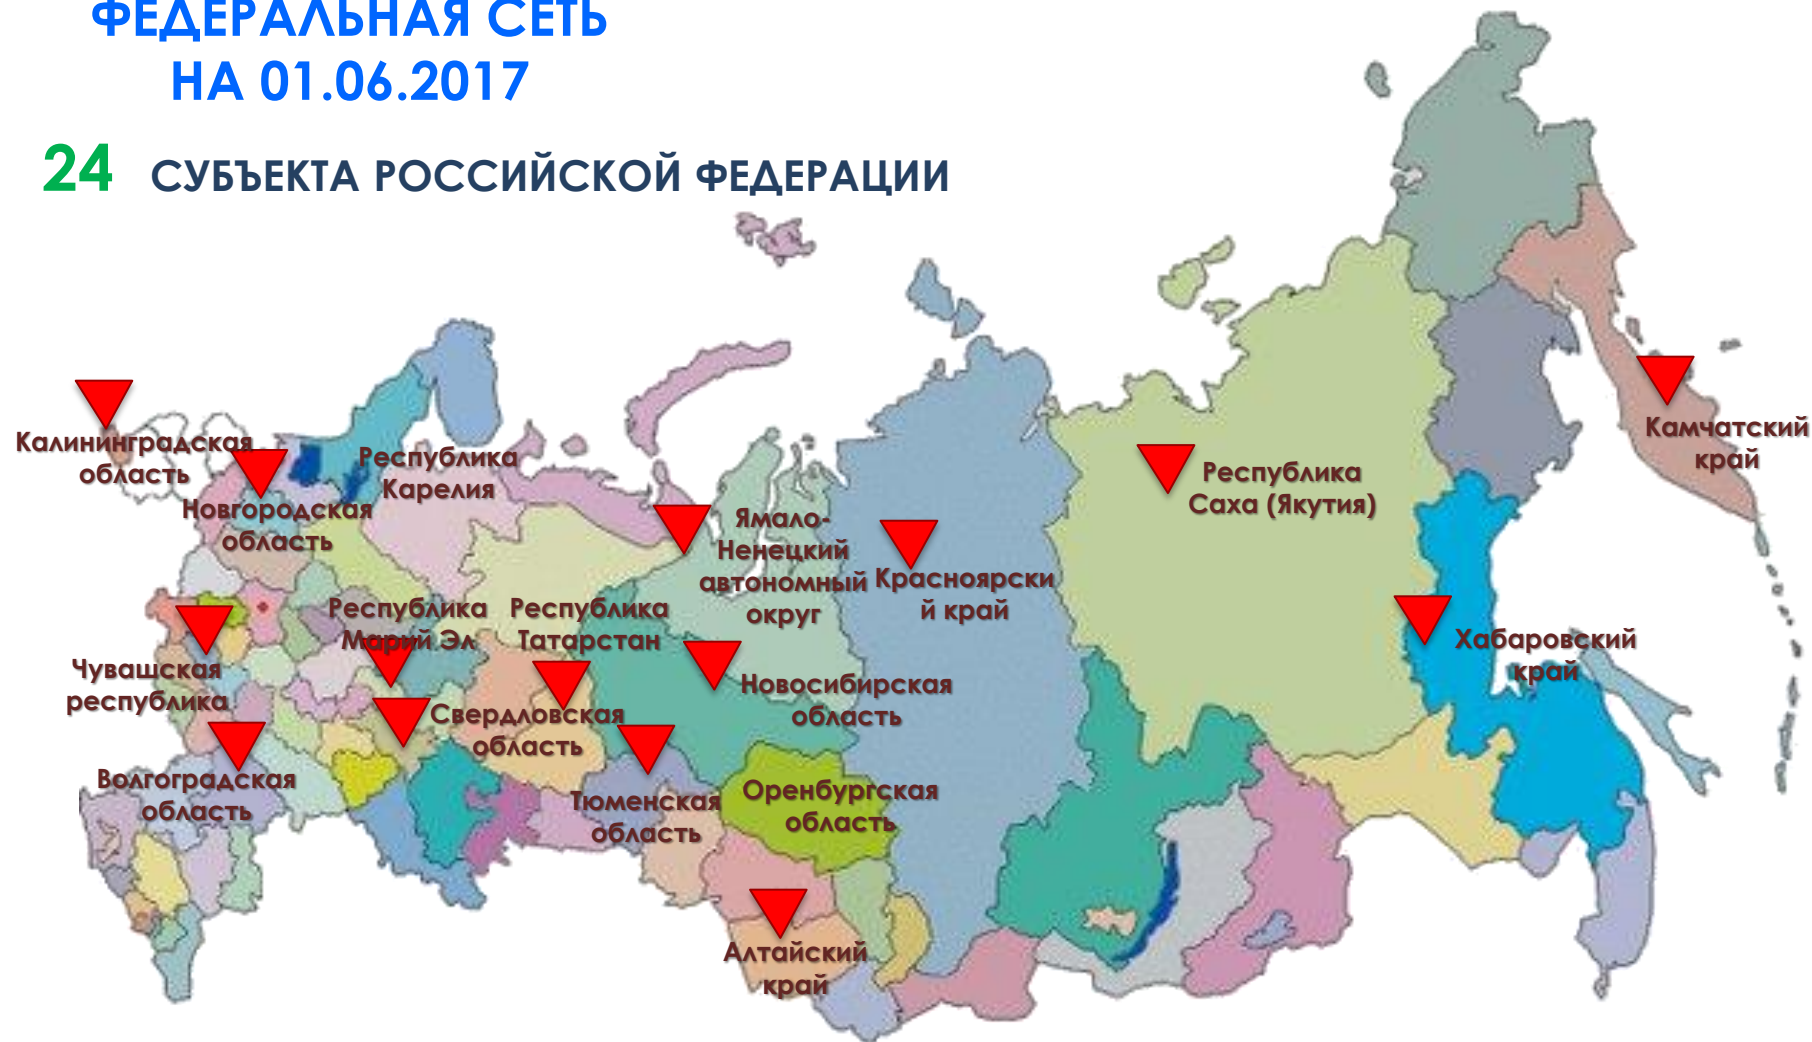 ФЕДЕРАЛЬНАЯ СЕТЬ
НА 01.06.2017
24 СУБЪЕКТА РОССИЙСКОЙ ФЕДЕРАЦИИ
Калининградская
область
Новгородская
область
Республика
Карелия
Ямало-
Ненецкий
автономный
округ
Красноярски
й край
Республика
Саха (Якутия)
Камчатский
край
Хабаровский
край
Республика
Марий Эл
Республика
Татарстан
Чувашская
республика
Свердловская
область
Новосибирская
область
Волгоградская
область
Тюменская
область
Оренбургская
область
Алтайский
край